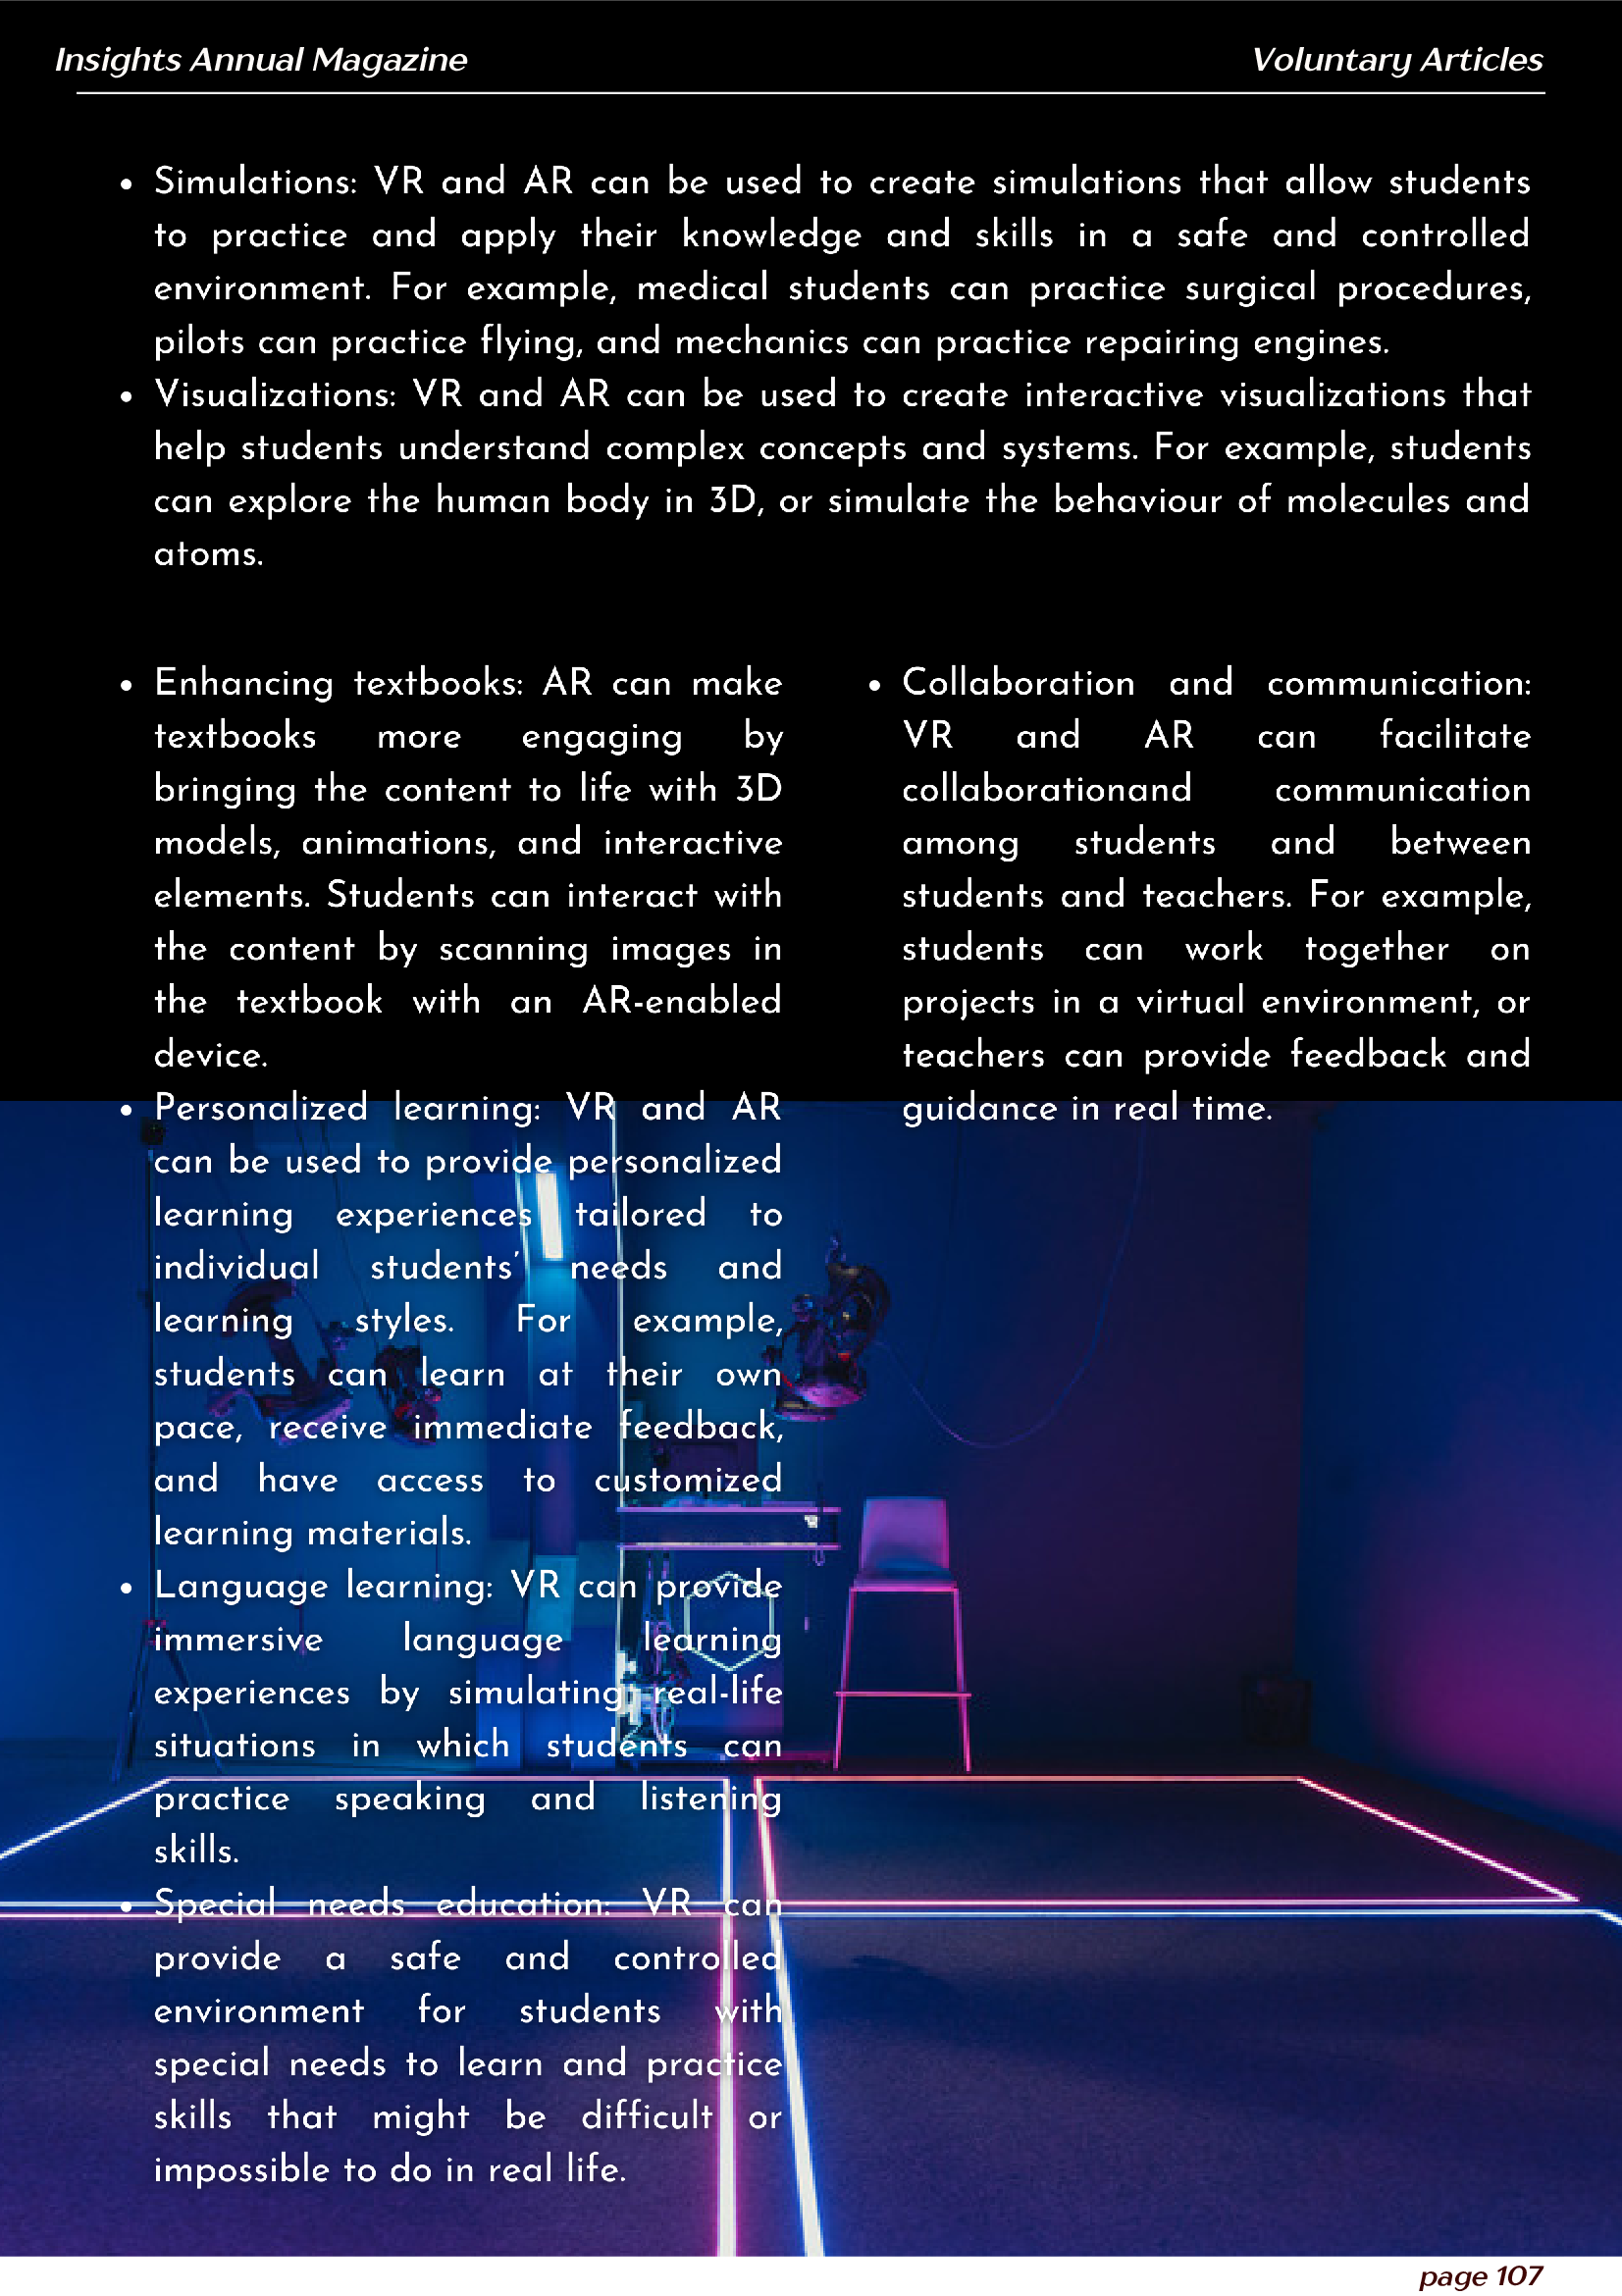 Insights Annual Magazine
Voluntary Articles
• Simulations: VR and AR can be used to create simulations that allow students
to practice and apply their knowledge and skills in a safe and controlled
environment. For example, medical students can practice surgical procedures,
pilots can practice flying, and mechanics can practice repairing engines.
• Visualizations: VR and AR can be used to create interactive visualizations that
help students understand complex concepts and systems. For example, students
can explore the human body in 3D, or simulate the behaviour of molecules and
atoms.
• Enhancing textbooks: AR can make
textbooks more engaging by
bringing the content to life with 3D
models, animations, and interactive
elements. Students can interact with
the content by scanning images in
the textbook with an AR-enabled
device.
• Personalized learning: VR and AR
can be used to provide personalized
learning experiences tailored to
individual students' needs and
learning styles. For example,
students can learn at their own
pace, receive immediate feedback,
and have access to customized
learning materials.
• Language learning: VR can provide
immersive language learning
experiences by simulating real-life
situations in which students can
practice speaking and listening
skills.
• Special needs education: VR can
provide a safe and controlled
environment for students with
special needs to learn and practice
skills that might be difficult or
impossible to do in real life.
• Collaboration and communication:
VR and AR can facilitate
collaborationand communication
among students and between
students and teachers. For example,
students can work together on
projects in a virtual environment, or
teachers can provide feedback and
guidance in real time.
page 107